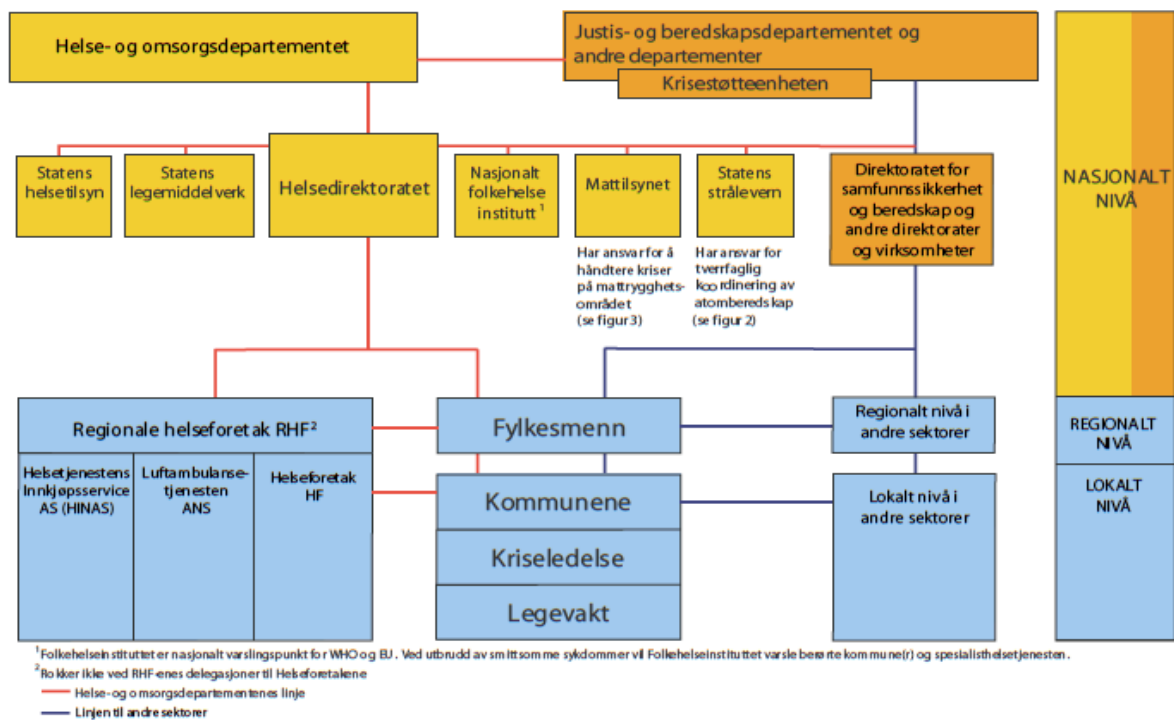 Helse- og omsorgsdepartementet
Justis- og beredskapsdepartementet og
andre departementer
Krisestøtteenheten
Statens
helsetilsyn
Statens
legemiddelverk
Helsedirektoratet
Nasjonalt
folkehelse
institutt 1
Mattilsynet
Statens
strålevern
Direktoratet for
samfunnssikkerhet
og beredskap og
andre direktorater
og virksomheter
NASJONALT
NIVÅ
Har ansvar for å
håndtere kriser
på mattrygghets-
området
(se figur 3)
Har ansvar for
tverrfaglig
koordinering av
atomberedskap
(se figur 2)
Regionale helseforetak RHF2
Fylkesmenn
Regionalt nivå i
andre sektorer
REGIONALT
NIVÅ
Helsetjenestens
Innkjøpsservice
AS (HINAS)
Luftambulanse-
tjenesten
ANS
Helseforetak
HF
Kommunene
Kriseledelse
Legevakt
Lokalt nivå i
andre sektorer
LOKALT
NIVÅ
1 Folkehelseinstituttet er nasjonalt varslingspunkt for WHO og EU. Ved utbrudd av smittsomme sykdommer vil Folkehelseinstituttet varsle berørte kommune(r) og spesialisthelsetjenesten.
2 Rokker ikke ved RHF-enes delegasjoner til Helseforetakene
Helse- og omsorgsdepartementenes linje
Linjen til andre sektorer